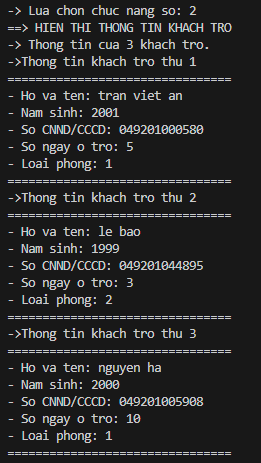 -> Lua chon chuc nang so: 2
==> HIEN THI THONG TIN KHACH TRO
-> Thong tin cua 3 khach tro.
->Thong tin khach tro thu 1
================================
- Ho va ten: tran viet an
- Nam sinh: 2001
- So CNND/CCCD: 049201000580
- So ngay o tro: 5
- Loai phong: 1
================================
->Thong tin khach tro thu 2
================================
- Ho va ten: le bao
- Nam sinh: 1999
- So CNND/CCCD: 049201044895
- So ngay o tro: 3
- Loai phong: 2
================================
->Thong tin khach tro thu 3
================================
- Ho va ten: nguyen ha
- Nam sinh: 2000
- So CNND/CCCD: 049201005908
- So ngay o tro: 10
- Loai phong: 1
================================